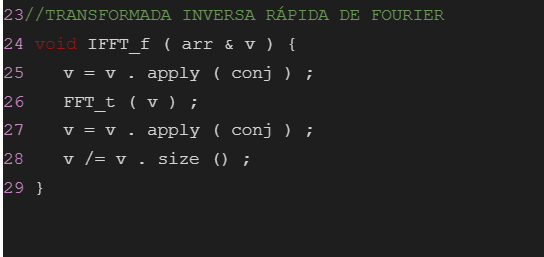 23//TRANSFORMADA INVERSA RÁPIDA DE FOURIER
24 void IFFT_f ( arr & v ) {
25 v = v . apply ( conj ) ;
26 FFT_t ( v ) ;
27 v = v . apply ( conj ) ;
28 v /= v . size () ;
29 }